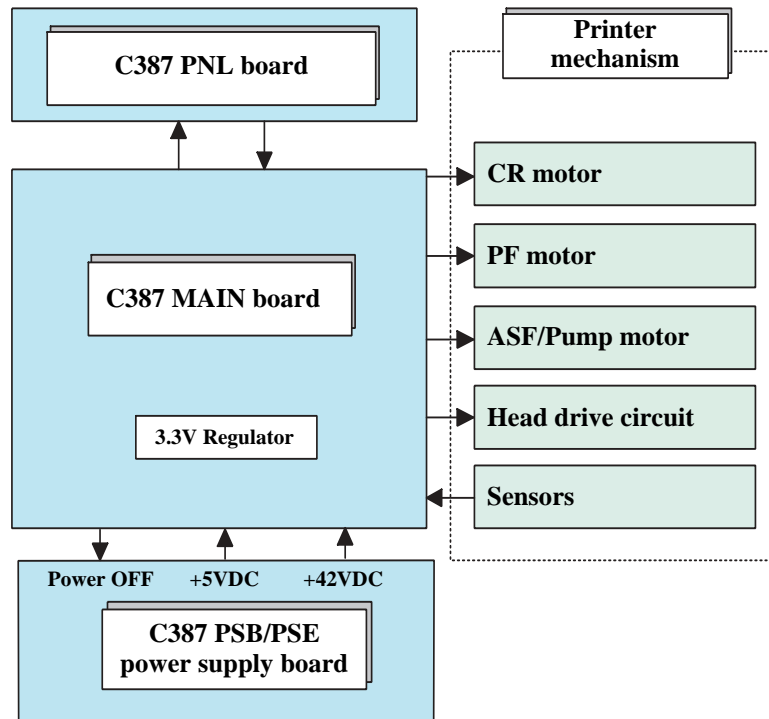 C387 PNL board
Printer
mechanism
CR motor
PF motor
C387 MAIN board
ASF/Pump motor
Head drive circuit
3.3V Regulator
Sensors
Power OFF +5VDC +42VDC
C387 PSB/PSE
power supply board